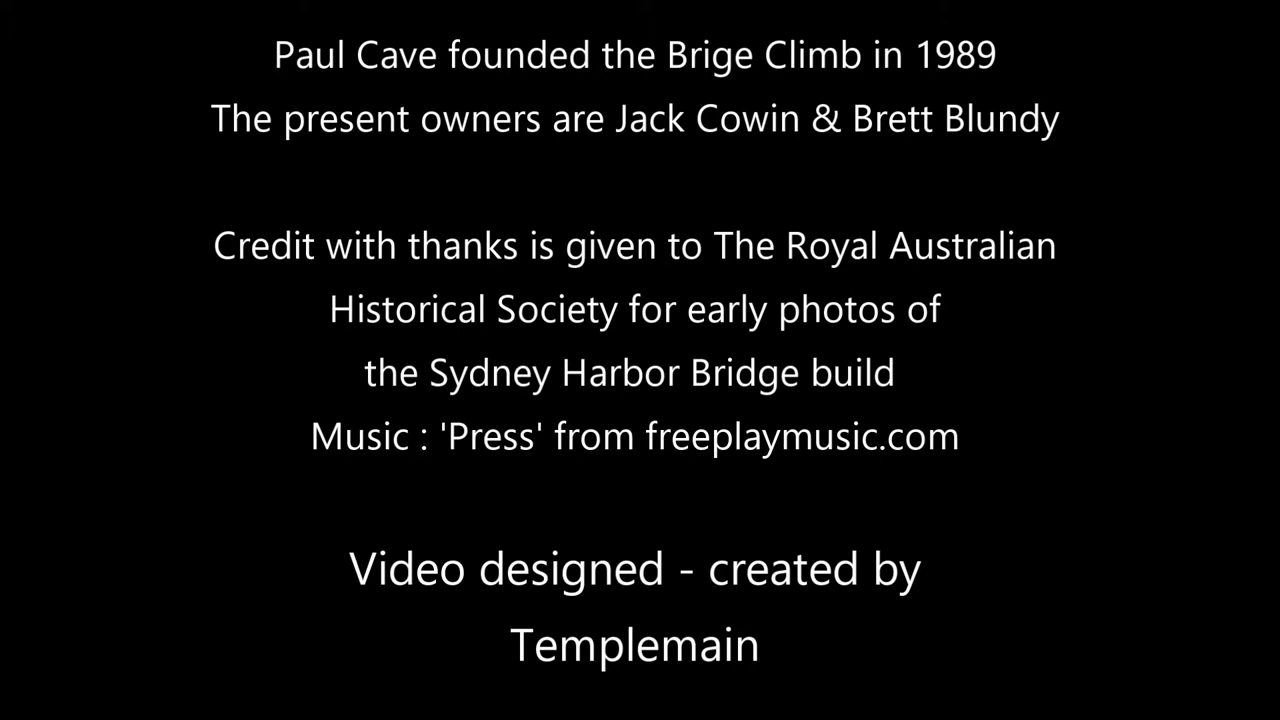 Paul Cave founded the Brige Climb in 1989
The present owners are Jack Cowin & Brett Blundy
Credit with thanks is given to The Royal Australian
Historical Society for early photos of
the Sydney Harbor Bridge build
Music : 'Press' from freeplaymusic.com
Video designed - created by
Templemain